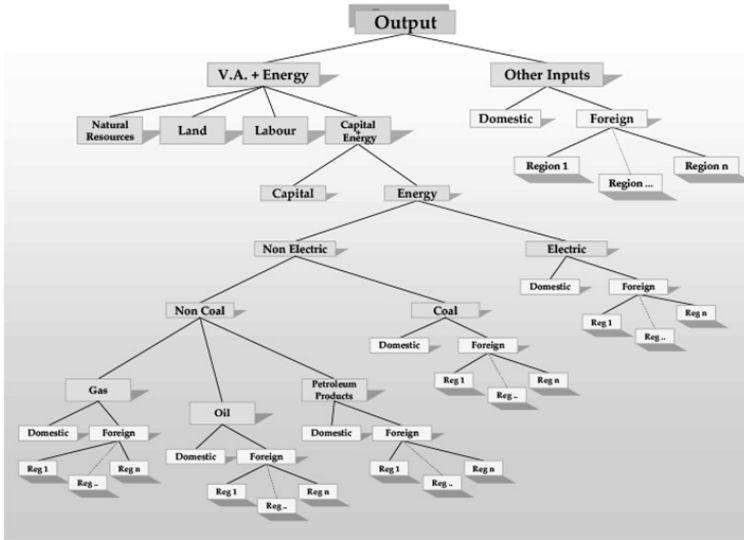 Output
V.A. + Energy
Other Inputs
Natural
Resources
Land
Labour
Capital
+
Energy
Domestic
Foreign
Region 1
Region ...
Region n
Capital
Energy
Non Electric
Electric
Domestic
Foreign
Reg 1
Reg ..
Reg n
Non Coal
Coal
Domestic
Foreign
Reg 1
Reg ..
Reg n
Gas
Oil
Petroleum
Products
Domestic
Foreign
Reg 1
Reg ..
Reg n
Domestic
Foreign
Reg 1
Reg ..
Reg n
Domestic
Foreign
Reg 1
Reg ..
Reg n